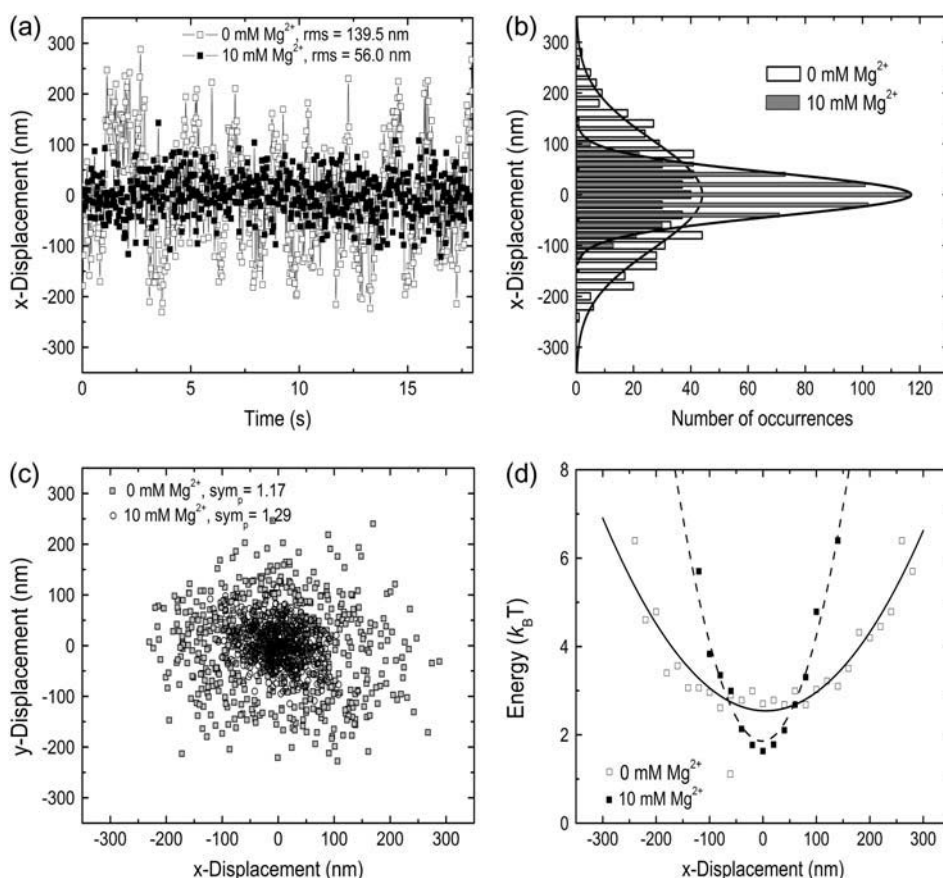 (a)
0 mM Mg²⁺, rms = 139.5 nm
10 mM Mg²⁺, rms = 56.0 nm
300
200
100
0
-100
-200
-300
x-Displacement (nm)
0 5 10 15
Time (s)
(b)
0 mM Mg²⁺
10 mM Mg²⁺
300
200
100
0
-100
-200
-300
x-Displacement (nm)
0 20 40 60 80 100 120
Number of occurrences
(c)
0 mM Mg²⁺, symₚ= 1.17
10 mM Mg²⁺, symₚ= 1.29
300
200
100
0
-100
-200
-300
y-Displacement (nm)
-300 -200 -100 0 100 200 300
x-Displacement (nm)
(d)
8
6
4
2
0
Energy (k_BT)
0 mM Mg²⁺
10 mM Mg²⁺
-300 -200 -100 0 100 200 300
x-Displacement (nm)